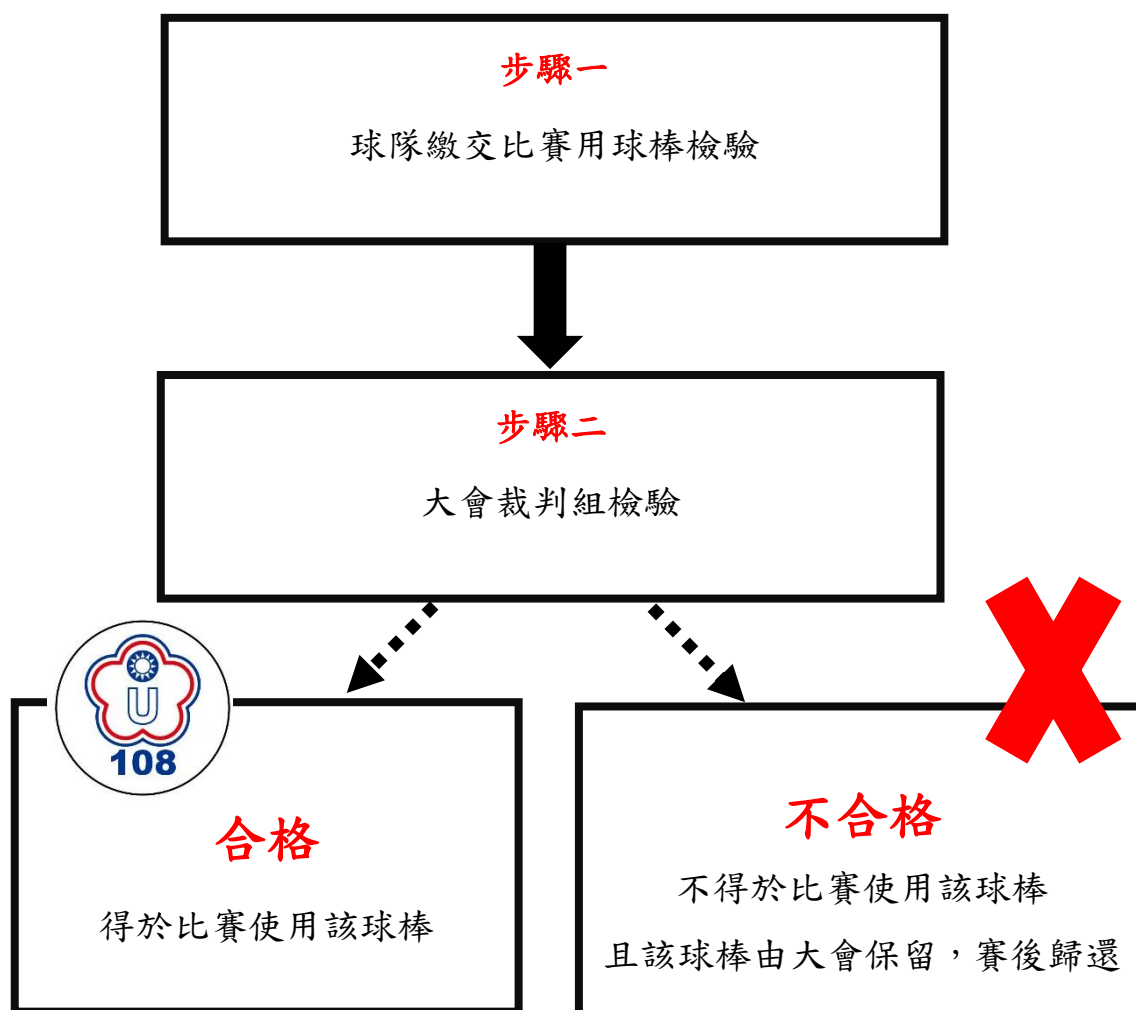 步驟一
球隊繳交比賽用球棒檢驗
步驟二
大會裁判組檢驗
U
108
合格
得於比賽使用該球棒
不合格
不得於比賽使用該球棒
且該球棒由大會保留，賽後歸還